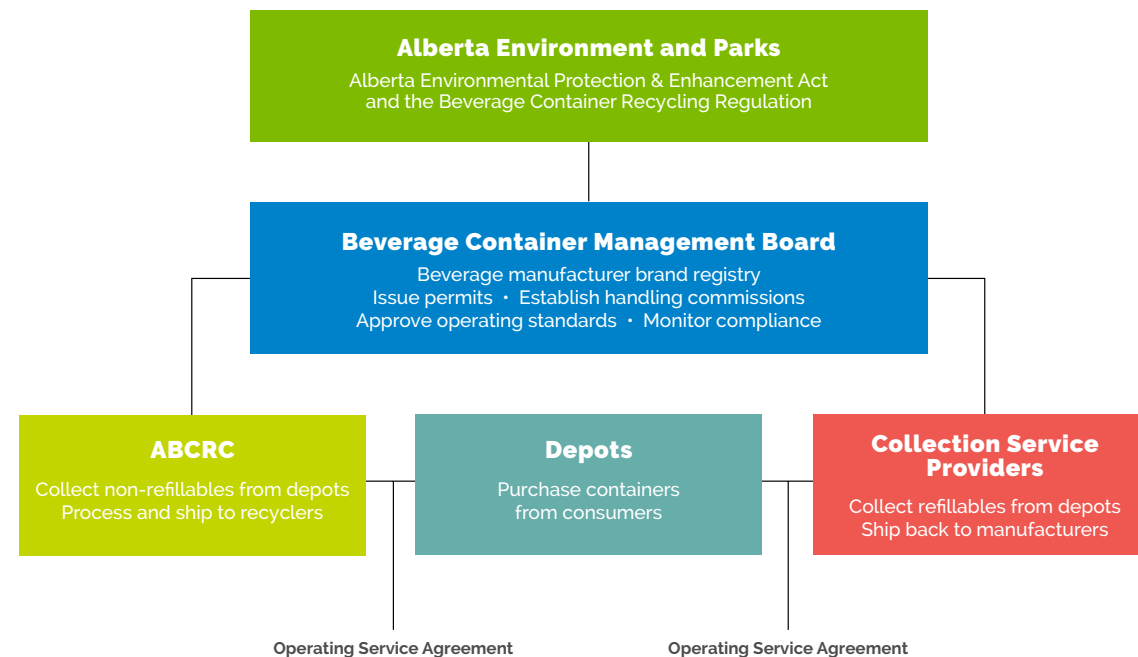 Alberta Environment and Parks
Alberta Environmental Protection & Enhancement Act
and the Beverage Container Recycling Regulation
Beverage Container Management Board
Beverage manufacturer brand registry
Issue permits • Establish handling commissions
Approve operating standards • Monitor compliance
ABCRC
Collect non-refillables from depots
Process and ship to recyclers
Depots
Purchase containers
from consumers
Collection Service
Providers
Collect refillables from depots
Ship back to manufacturers
Operating Service Agreement
Operating Service Agreement